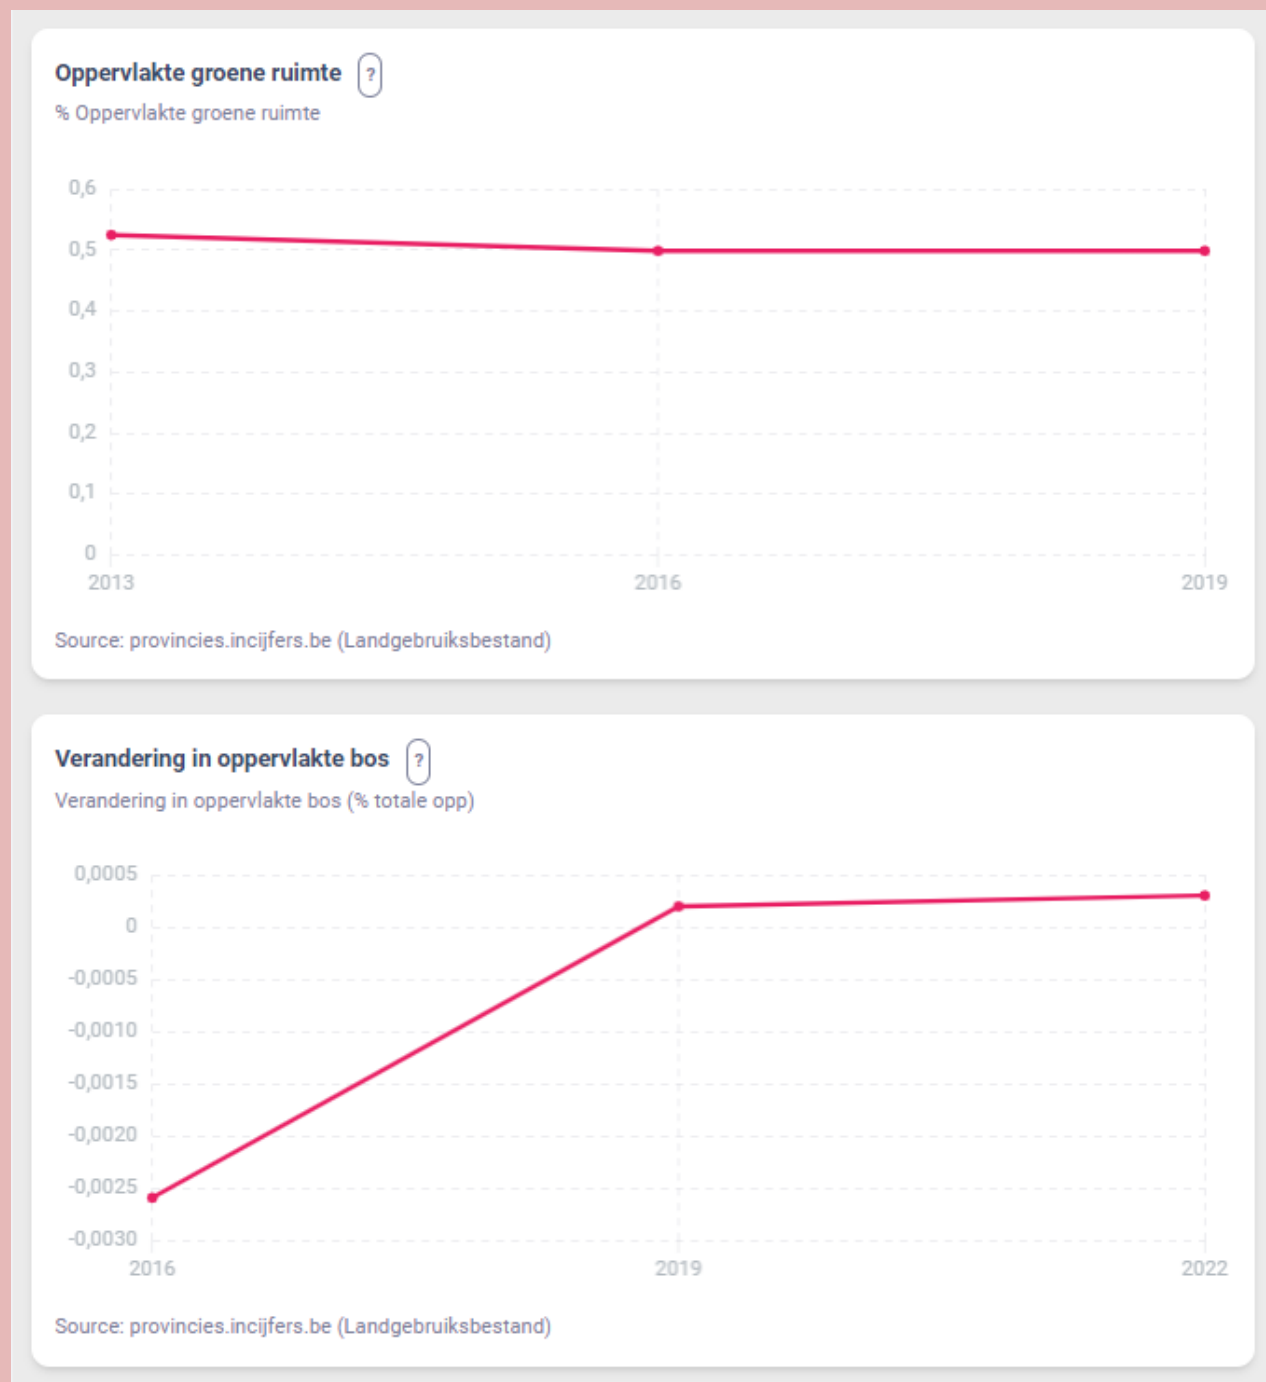 Oppervlakte groene ruimte ?
% Oppervlakte groene ruimte
0,6
0,5
0,4
0,3
0,2
0,1
0
2013 2016 2019
Source: provincies.incijfers.be (Landgebruiksbestand)
Verandering in oppervlakte bos ?
Verandering in oppervlakte bos (% totale opp)
0,0005
0
-0,0005
-0,0010
-0,0015
-0,0020
-0,0025
-0,0030
2016 2019 2022
Source: provincies.incijfers.be (Landgebruiksbestand)